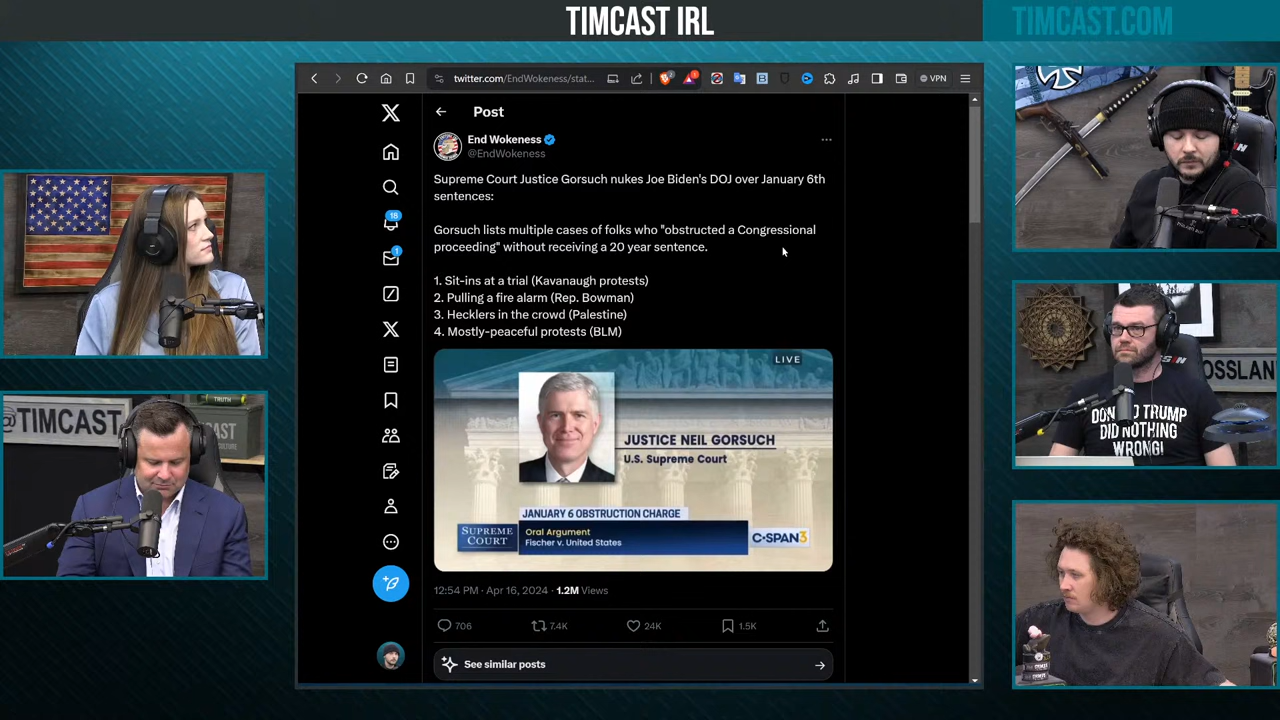 TIMCAST IRL
TIMCAST.COM
twitter.com/EndWokeness/stat...
VPN
Post
End Wokeness
@EndWokeness
Supreme Court Justice Gorsuch nukes Joe Biden's DOJ over January 6th
sentences:
Gorsuch lists multiple cases of folks who "obstructed a Congressional
proceeding" without receiving a 20 year sentence.
1. Sit-ins at a trial (Kavanaugh protests)
2. Pulling a fire alarm (Rep. Bowman)
3. Hecklers in the crowd (Palestine)
4. Mostly-peaceful protests (BLM)
LIVE
JUSTICE NEIL GORSUCH
U.S. Supreme Court
JANUARY 6 OBSTRUCTION CHARGE
SUPREME
COURT
Oral Argument
Fischer v. United States
C-SPAN3
12:54 PM · Apr 16, 2024 · 1.2M Views
706
7.4K
24K
1.5K
See similar posts
18
1
@TIMCAST
TRUTH
CAST
OSSLAN
TRUMP
DID NOTHING
WRONG!